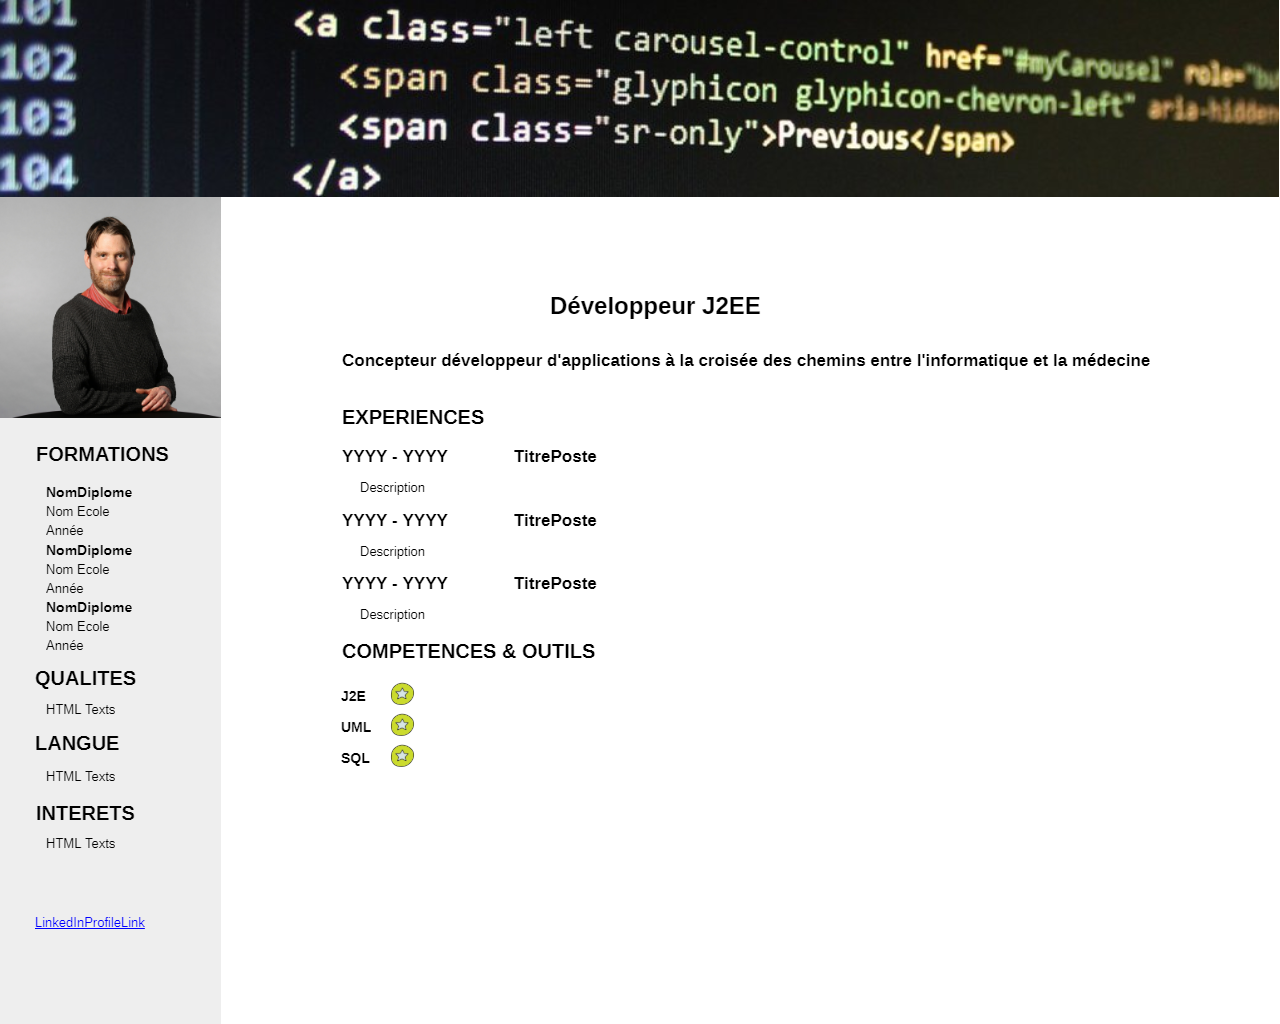 101 <a class="left carousel-control" href="#myCarousel" role="bu
102 <span class="glyphicon glyphicon-chevron-left" aria-hidden
103 <span class="sr-only">Previous</span>
104 </a>
Développeur J2EE
Concepteur développeur d'applications à la croisée des chemins entre l'informatique et la médecine
EXPERIENCES
YYYY - YYYY TitrePoste
Description
YYYY - YYYY TitrePoste
Description
YYYY - YYYY TitrePoste
Description
COMPETENCES & OUTILS
J2E
UML
SQL
FORMATIONS
NomDiplome
Nom Ecole
Année
NomDiplome
Nom Ecole
Année
NomDiplome
Nom Ecole
Année
QUALITES
HTML Texts
LANGUE
HTML Texts
INTERETS
HTML Texts
LinkedInProfileLink